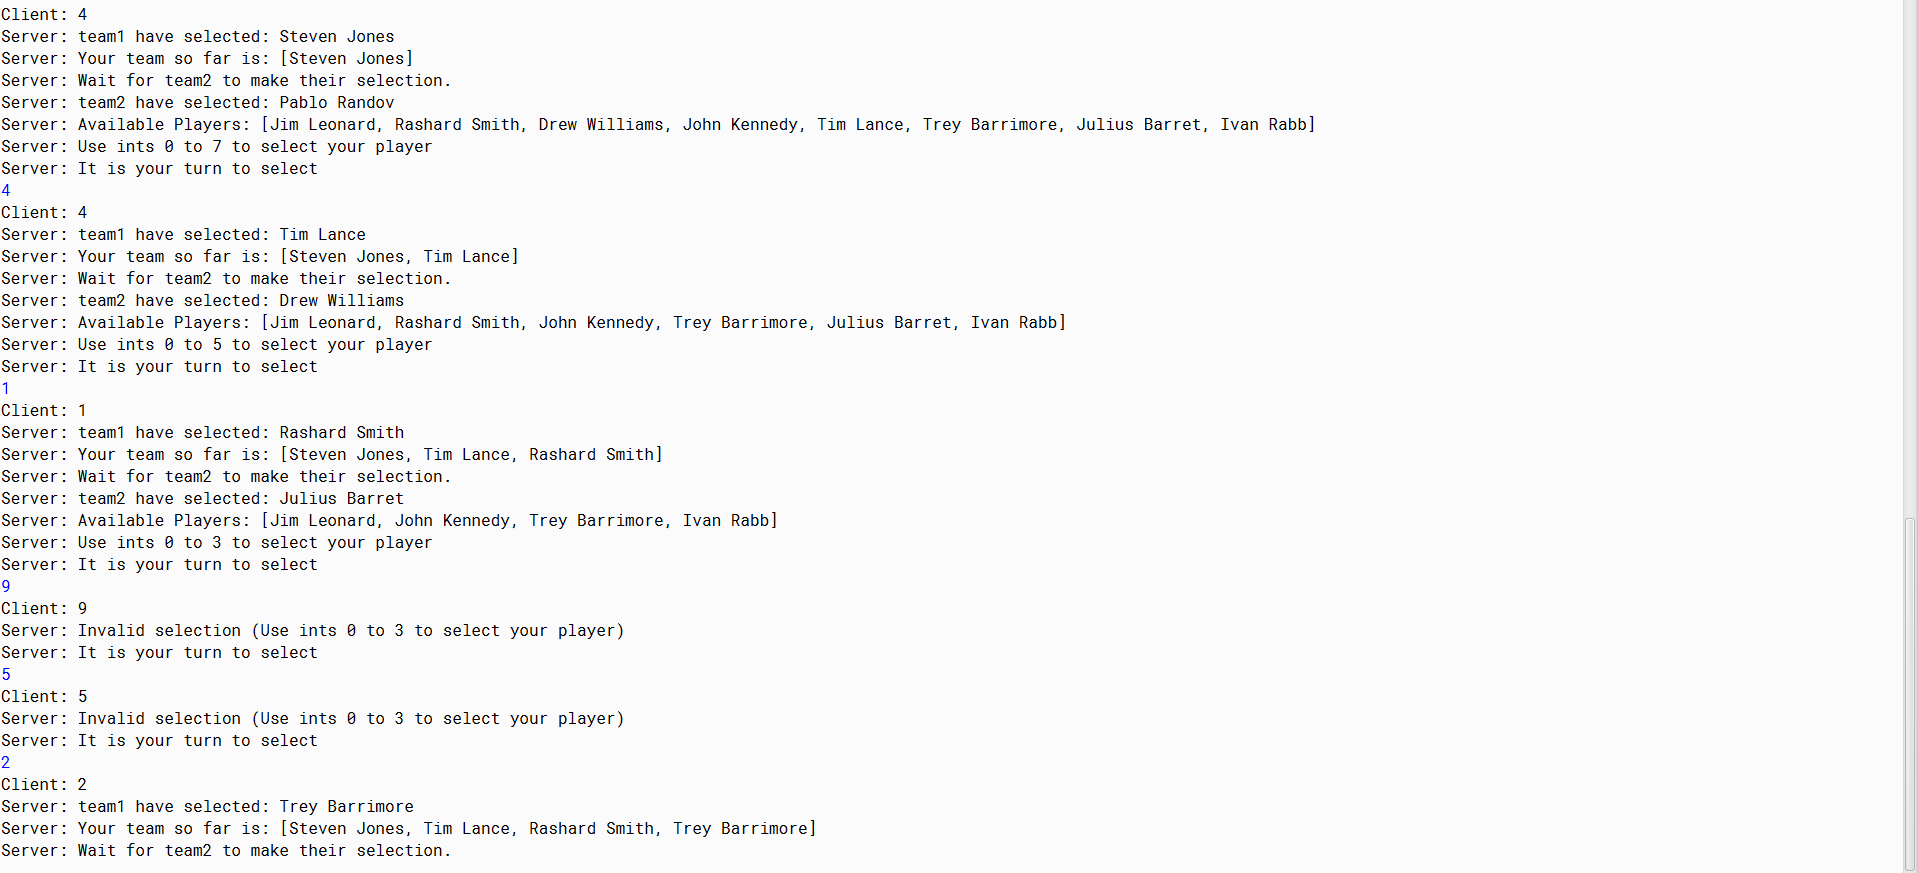 Client: 4
Server: team1 have selected: Steven Jones
Server: Your team so far is: [Steven Jones]
Server: Wait for team2 to make their selection.
Server: team2 have selected: Pablo Randov
Server: Available Players: [Jim Leonard, Rashard Smith, Drew Williams, John Kennedy, Tim Lance, Trey Barrimore, Julius Barret, Ivan Rabb]
Server: Use ints 0 to 7 to select your player
Server: It is your turn to select
4
Client: 4
Server: team1 have selected: Tim Lance
Server: Your team so far is: [Steven Jones, Tim Lance]
Server: Wait for team2 to make their selection.
Server: team2 have selected: Drew Williams
Server: Available Players: [Jim Leonard, Rashard Smith, John Kennedy, Trey Barrimore, Julius Barret, Ivan Rabb]
Server: Use ints 0 to 5 to select your player
Server: It is your turn to select
1
Client: 1
Server: team1 have selected: Rashard Smith
Server: Your team so far is: [Steven Jones, Tim Lance, Rashard Smith]
Server: Wait for team2 to make their selection.
Server: team2 have selected: Julius Barret
Server: Available Players: [Jim Leonard, John Kennedy, Trey Barrimore, Ivan Rabb]
Server: Use ints 0 to 3 to select your player
Server: It is your turn to select
9
Client: 9
Server: Invalid selection (Use ints 0 to 3 to select your player)
Server: It is your turn to select
5
Client: 5
Server: Invalid selection (Use ints 0 to 3 to select your player)
Server: It is your turn to select
2
Client: 2
Server: team1 have selected: Trey Barrimore
Server: Your team so far is: [Steven Jones, Tim Lance, Rashard Smith, Trey Barrimore]
Server: Wait for team2 to make their selection.